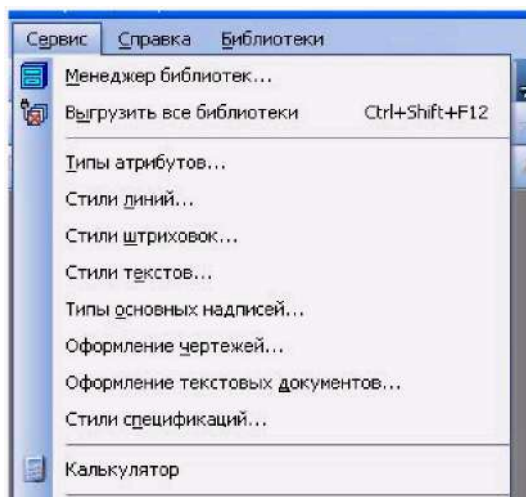 Сервис Справка Библиотеки
Менеджер библиотек...
Выгрузить все библиотеки Ctrl+Shift+F12
Типы атрибутов...
Стили линий...
Стили штриховок...
Стили текстов...
Типы основных надписей...
Оформление чертежей...
Оформление текстовых документов...
Стили спецификаций...
Калькулятор